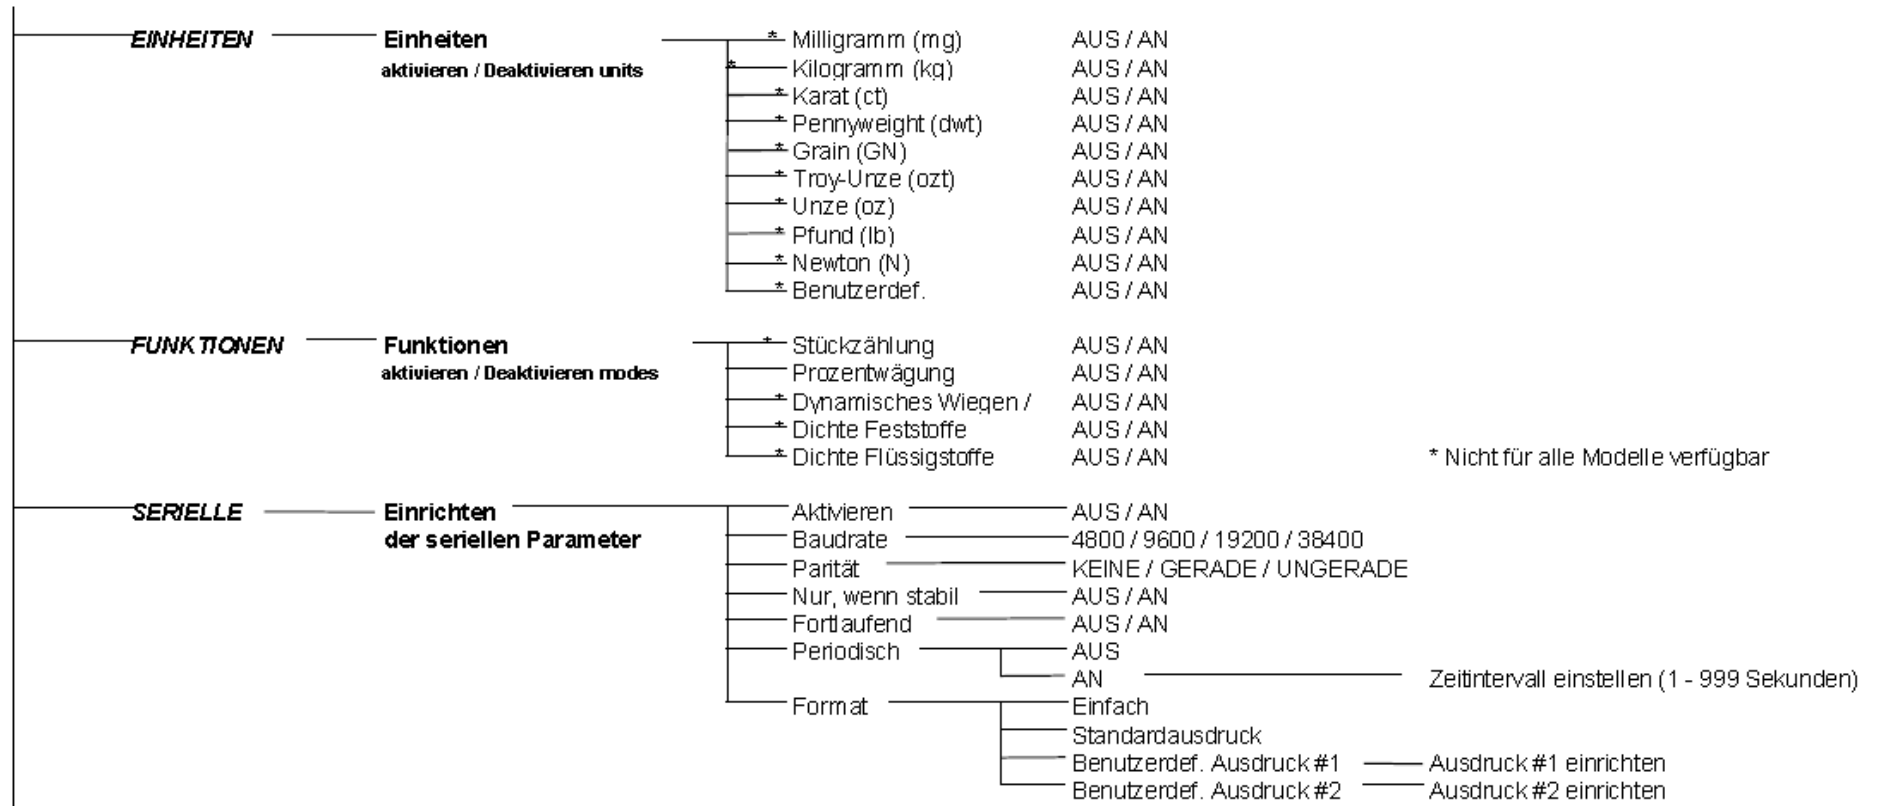 EINHEITEN Einheiten * Milligramm (mg) AUS / AN
aktivieren / Deaktivieren units * Kilogramm (kg) AUS / AN
* Karat (ct) AUS / AN
* Pennyweight (dwt) AUS / AN
* Grain (GN) AUS / AN
* Troy-Unze (ozt) AUS / AN
* Unze (oz) AUS / AN
* Pfund (lb) AUS / AN
* Newton (N) AUS / AN
* Benutzerdef. AUS / AN
FUNKTIONEN Funktionen * Stückzählung AUS / AN
aktivieren / Deaktivieren modes Prozentwägung AUS / AN
* Dynamisches Wiegen / AUS / AN
* Dichte Feststoffe AUS / AN
* Dichte Flüssigstoffe AUS / AN * Nicht für alle Modelle verfügbar
SERIELLE Einrichten Aktivieren AUS / AN
der seriellen Parameter Baudrate 4800 / 9600 / 19200 / 38400
Parität KEINE / GERADE / UNGERADE
Nur, wenn stabil AUS / AN
Fortlaufend AUS / AN
Periodisch AUS
AN Zeitintervall einstellen (1 - 999 Sekunden)
Format Einfach
Standardausdruck
Benutzerdef. Ausdruck #1 Ausdruck #1 einrichten
Benutzerdef. Ausdruck #2 Ausdruck #2 einrichten